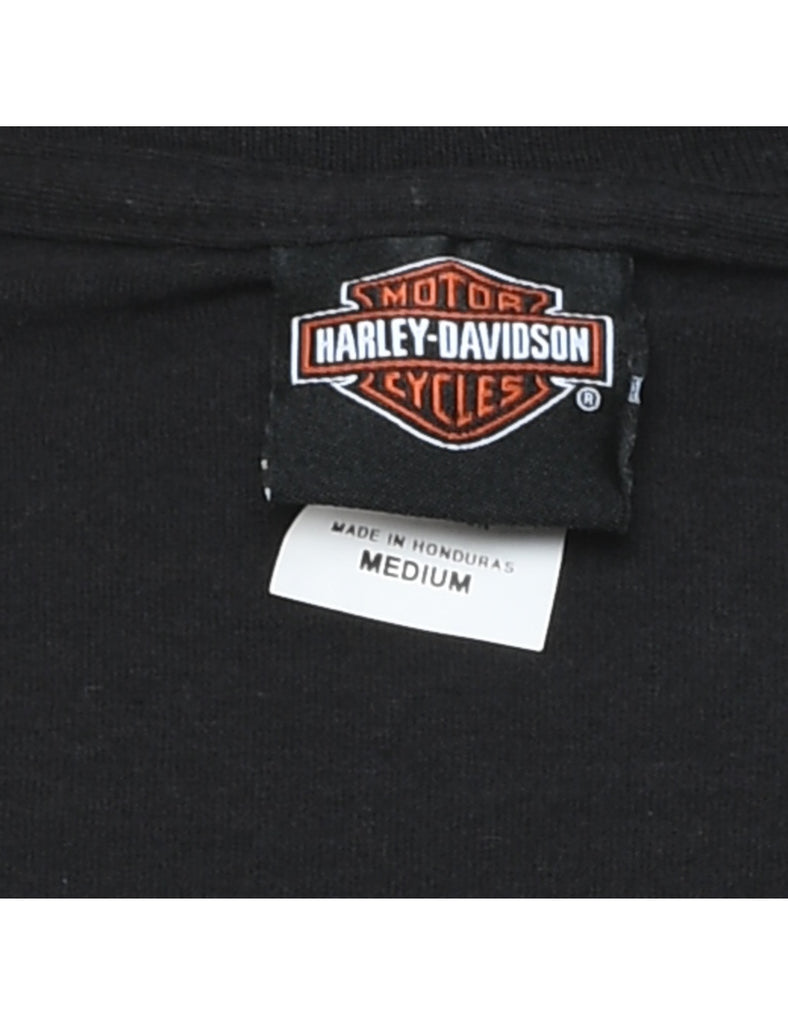 MOTOR
HARLEY-DAVIDSON
CYCLES
®
MADE IN HONDURAS
MEDIUM